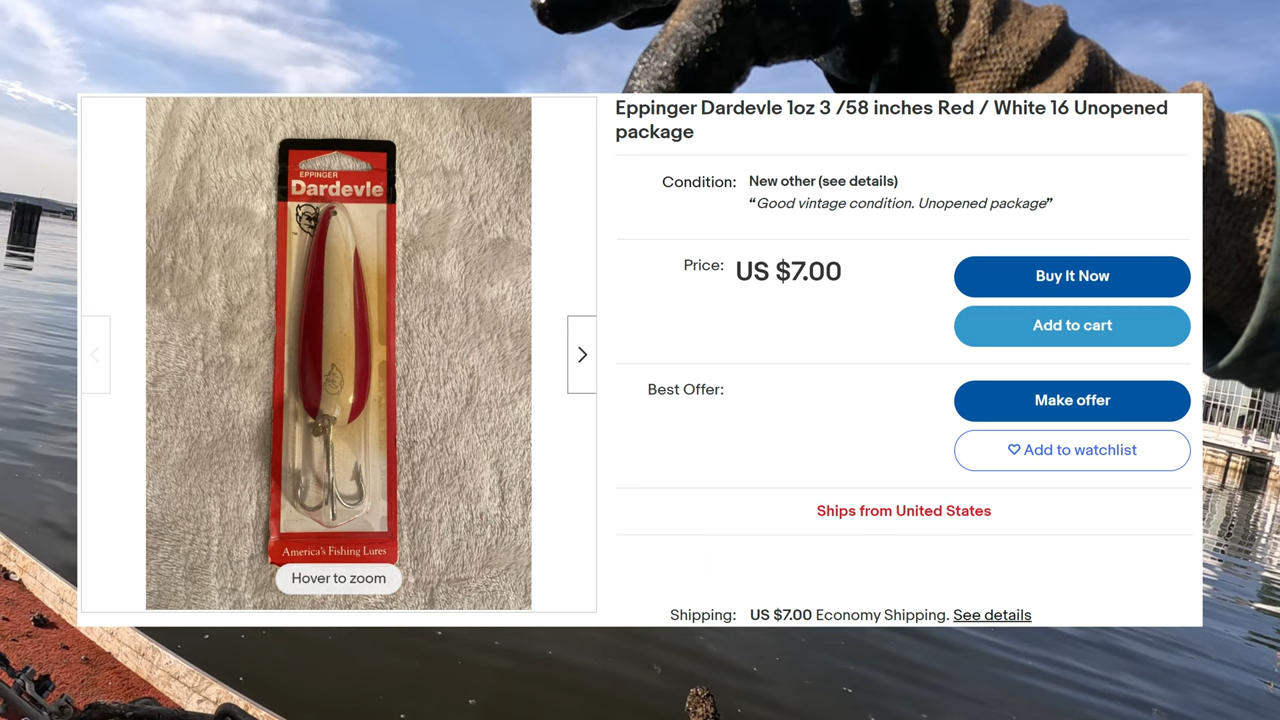 EPPINGER
Dardevle
America's Fishing Lures
Hover to zoom
Eppinger Dardevle 1oz 3 /58 inches Red / White 16 Unopened
package
Condition: New other (see details)
“Good vintage condition. Unopened package”
Price: US $7.00
Buy It Now
Add to cart
Best Offer:
Make offer
Add to watchlist
Ships from United States
Shipping: US $7.00 Economy Shipping. See details